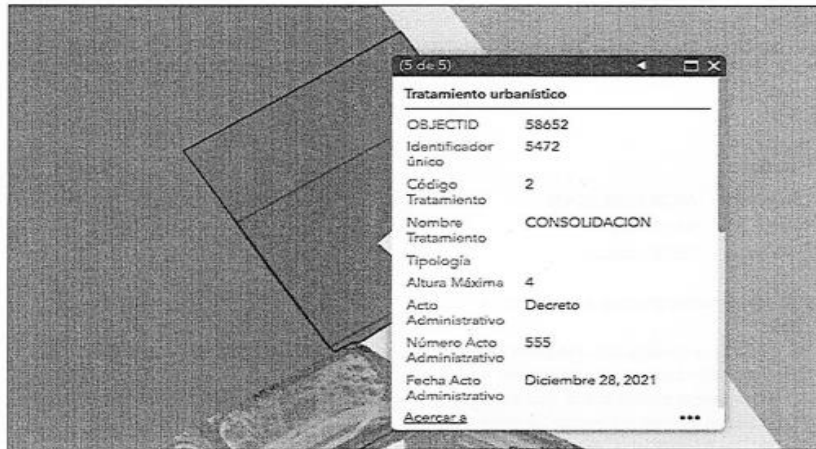 (5 de 5)
Tratamiento urbanístico
OBJECTID 58652
Identificador 5472
único
Código 2
Tratamiento
Nombre CONSOLIDACION
Tratamiento
Tipología
Altura Máxima 4
Acto Decreto
Administrativo
Número Acto 555
Administrativo
Fecha Acto Diciembre 28, 2021
Administrativo
Acercar a